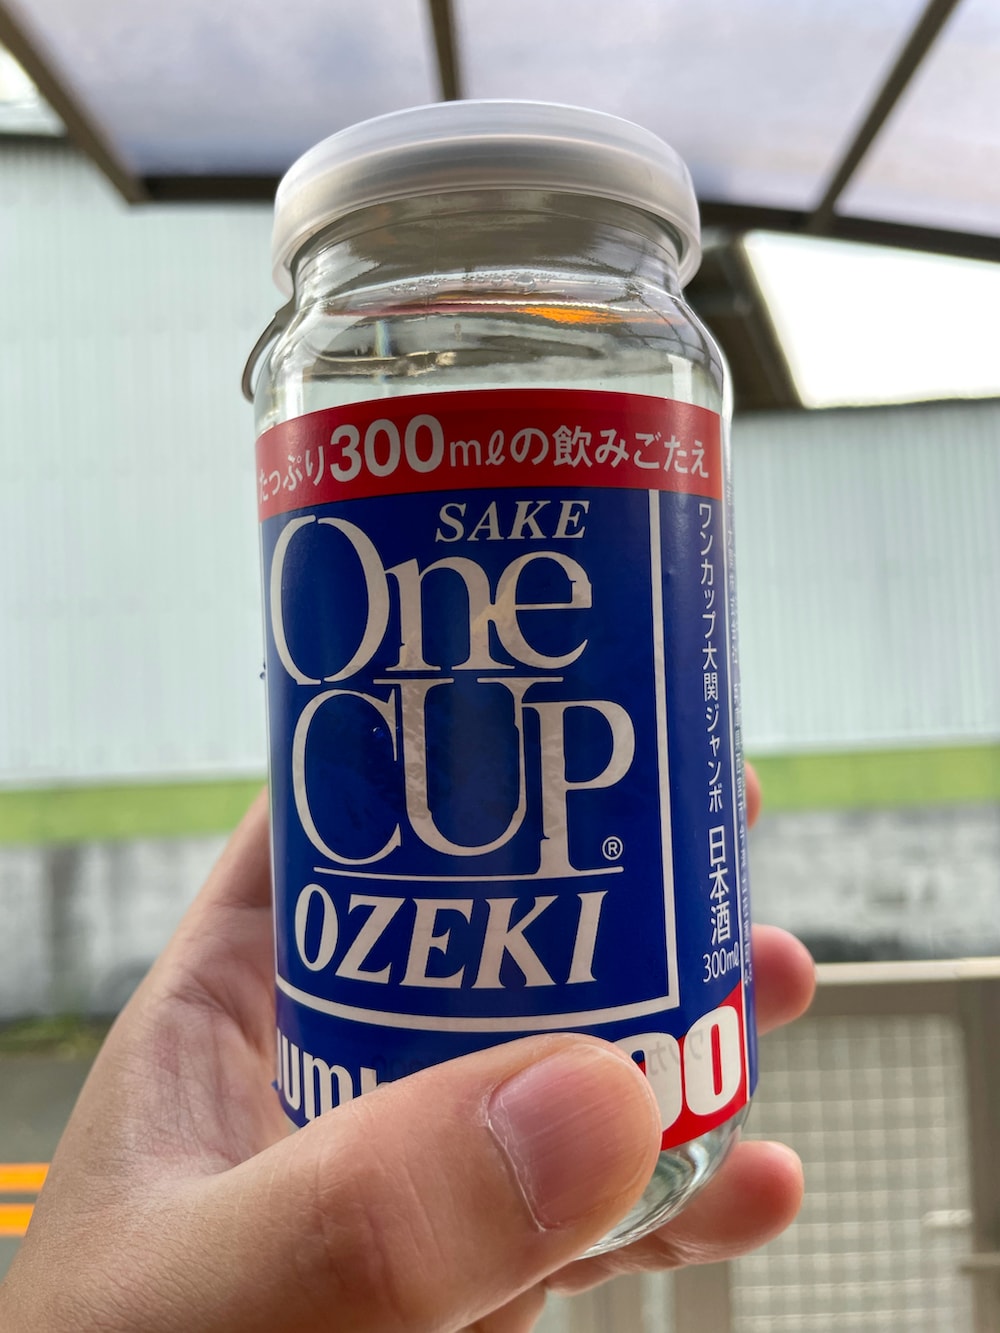 たっぷり300mlの飲みごたえ
SAKE
One
CUP®
OZEKI
ワンカップ大関ジャンボ 日本酒 300ml